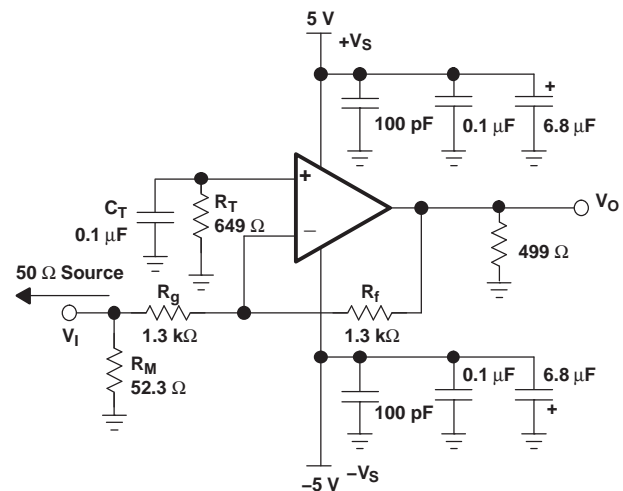 5 V
+VS
+
100 pF
0.1 µF
6.8 µF
+
CT
0.1 µF
RT
649 Ω
–
VO
499 Ω
50 Ω Source
VI
Rg
1.3 kΩ
Rf
1.3 kΩ
RM
52.3 Ω
0.1 µF
6.8 µF
100 pF
+
–5 V
–VS